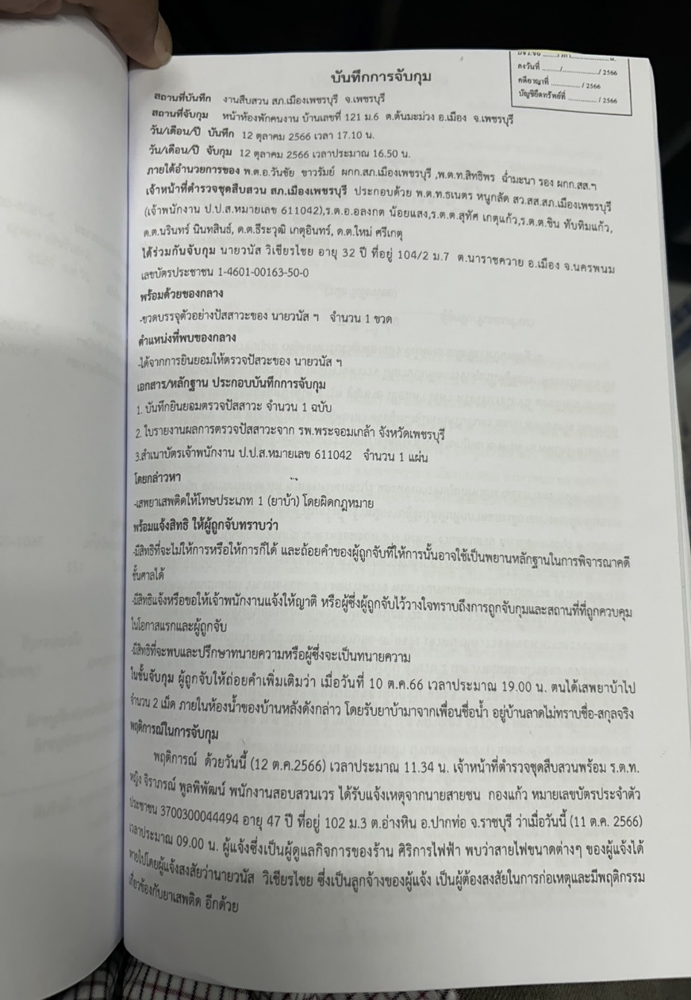 บันทึกการจับกุม
ลงวันที่ ......./................../ 2566
คดีอาญาที่ .............. / 2566
บัญชียึดทรัพย์ที่ .............. / 2566
สถานที่บันทึก งานสืบสวน สภ.เมืองเพชรบุรี จ.เพชรบุรี
สถานที่จับกุม หน้าห้องพักคนงาน บ้านเลขที่ 121 ม.6 ต.ต้นมะม่วง อ.เมือง จ.เพชรบุรี
วัน/เดือน/ปี บันทึก 12 ตุลาคม 2566 เวลา 17.10 น.
วัน/เดือน/ปี จับกุม 12 ตุลาคม 2566 เวลาประมาณ 16.50 น.
ภายใต้อำนวยการของ พ.ต.อ.วันชัย ขาวรัมย์ ผกก.สภ.เมืองเพชรบุรี ,พ.ต.ท.สิทธิพร ฉ่ำมะนา รอง ผกก.สส.ฯ
เจ้าหน้าที่ตำรวจชุดสืบสวน สภ.เมืองเพชรบุรี ประกอบด้วย พ.ต.ท.ธเนตร หนูกลัด สว.สส.สภ.เมืองเพชรบุรี
(เจ้าพนักงาน ป.ป.ส.หมายเลข 611042),ร.ต.อ.อลงกต น้อยแสง,ร.ต.ต.สุทัศ เกตุแก้ว,ร.ต.ต.ชิน ทับทิมแก้ว,
ด.ต.นรินทร์ นินทสินธ์, ด.ต.ธีระวุฒิ เกตุอินทร์, ด.ต.ใหม่ ศรีเกตุ
ได้ร่วมกันจับกุม นายวนัส วิเชียรไชย อายุ 32 ปี ที่อยู่ 104/2 ม.7 ต.นาราชควาย อ.เมือง จ.นครพนม
เลขบัตรประชาชน 1-4601-00163-50-0
พร้อมด้วยของกลาง
-ขวดบรรจุตัวอย่างปัสสาวะของ นายวนัส ฯ จำนวน 1 ขวด
ตำแหน่งที่พบของกลาง
-ได้จากการยินยอมให้ตรวจปัสวะของ นายวนัส ฯ
เอกสาร/หลักฐาน ประกอบบันทึกการจับกุม
1. บันทึกยินยอมตรวจปัสสาวะ จำนวน 1 ฉบับ
2. ใบรายงานผลการตรวจปัสสาวะจาก รพ.พระจอมเกล้า จังหวัดเพชรบุรี
3.สำเนาบัตรเจ้าพนักงาน ป.ป.ส.หมายเลข 611042 จำนวน 1 แผ่น
โดยกล่าวหา
-เสพยาเสพติดให้โทษประเภท 1 (ยาบ้า) โดยผิดกฎหมาย
พร้อมแจ้งสิทธิ ให้ผู้ถูกจับทราบว่า
-มีสิทธิที่จะไม่ให้การหรือให้การก็ได้ และถ้อยคำของผู้ถูกจับที่ให้การนั้นอาจใช้เป็นพยานหลักฐานในการพิจารณาคดี
ชั้นศาลได้
-มีสิทธิแจ้งหรือขอให้เจ้าพนักงานแจ้งให้ญาติ หรือผู้ซึ่งผู้ถูกจับไว้วางใจทราบถึงการถูกจับกุมและสถานที่ที่ถูกควบคุม
ในโอกาสแรกและผู้ถูกจับ
-มีสิทธิที่จะพบและปรึกษาทนายความหรือผู้ซึ่งจะเป็นทนายความ
ในชั้นจับกุม ผู้ถูกจับให้ถ่อยคำเพิ่มเติมว่า เมื่อวันที่ 10 ต.ค.66 เวลาประมาณ 19.00 น. ตนได้เสพยาบ้าไป
จำนวน 2 เม็ด ภายในห้องน้ำของบ้านหลังดังกล่าว โดยรับยาบ้ามาจากเพื่อนชื่อน้ำ อยู่บ้านลาดไม่ทราบชื่อ-สกุลจริง
พฤติการณ์ในการจับกุม
พฤติการณ์ ด้วยวันนี้ (12 ต.ค.2566) เวลาประมาณ 11.34 น. เจ้าหน้าที่ตำรวจชุดสืบสวนพร้อม ร.ต.ท.
หญิง จิราภรณ์ พูลพิพัฒน์ พนักงานสอบสวนเวร ได้รับแจ้งเหตุจากนายสายชน กองแก้ว หมายเลขบัตรประจำตัว
ประชาชน 3700300044494 อายุ 47 ปี ที่อยู่ 102 ม.3 ต.อ่างหิน อ.ปากท่อ จ.ราชบุรี ว่าเมื่อวันนี้ (11 ต.ค. 2566)
เวลาประมาณ 09.00 น. ผู้แจ้งซึ่งเป็นผู้ดูแลกิจการของร้าน ศิริการไฟฟ้า พบว่าสายไฟขนาดต่างๆ ของผู้แจ้งได้
หายไปโดยผู้แจ้งสงสัยว่านายวนัส วิเชียรไชย ซึ่งเป็นลูกจ้างของผู้แจ้ง เป็นผู้ต้องสงสัยในการก่อเหตุและมีพฤติกรรม
เกี่ยวข้องกับยาเสพติด อีกด้วย